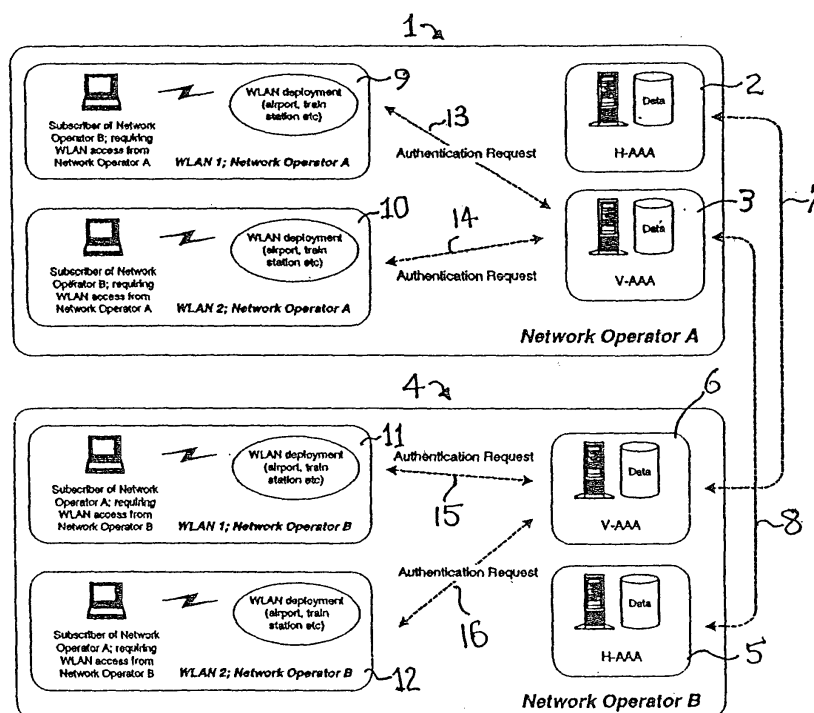 1
9
WLAN deployment
(airport, train
station etc)
Subscriber of Network
Operator B; requiring
WLAN access from
Network Operator A
WLAN 1; Network Operator A
13
Authentication Request
Data
2
H-AAA
10
WLAN deployment
(airport, train
station etc)
Subscriber of Network
Operator B; requiring
WLAN access from
Network Operator A
WLAN 2; Network Operator A
14
Authentication Request
3
Data
V-AAA
7
Network Operator A
4
11
WLAN deployment
(airport, train
station etc)
Subscriber of Network
Operator A; requiring
WLAN access from
Network Operator B
WLAN 1; Network Operator B
Authentication Request
15
6
Data
V-AAA
8
WLAN deployment
(airport, train
station etc)
Subscriber of Network
Operator A; requiring
WLAN access from
Network Operator B
WLAN 2; Network Operator B
12
Authentication Request
16
Data
H-AAA
5
Network Operator B